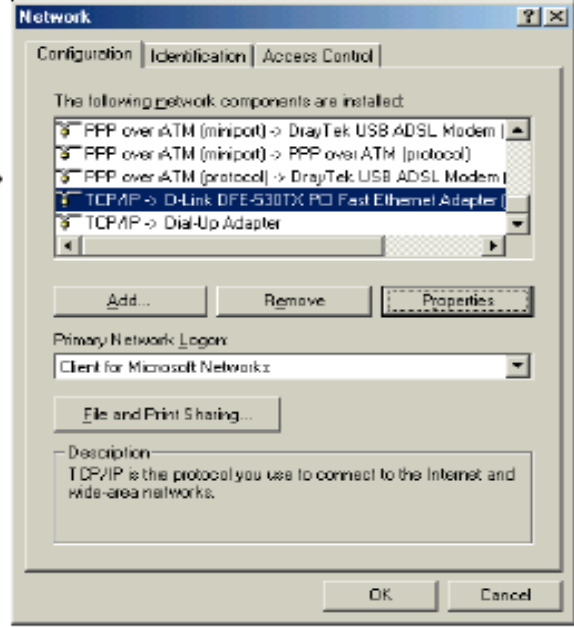 Network
Configuration Identification Access Control
The following network components are installed:
PPP over ATM (miniport) -> DrayTek USB ADSL Modem (
PPP over ATM (miniport) -> PPP over ATM (protocol)
PPP over ATM (protocol) -> DrayTek USB ADSL Modem (
TCP/IP -> D-Link DFE-530TX PCI Fast Ethernet Adapter (
TCP/IP -> Dial-Up Adapter
Add... Remove Properties
Primary Network Logon:
Client for Microsoft Networks
File and Print Sharing...
Description
TCP/IP is the protocol you use to connect to the Internet and
wide-area networks.
OK Cancel